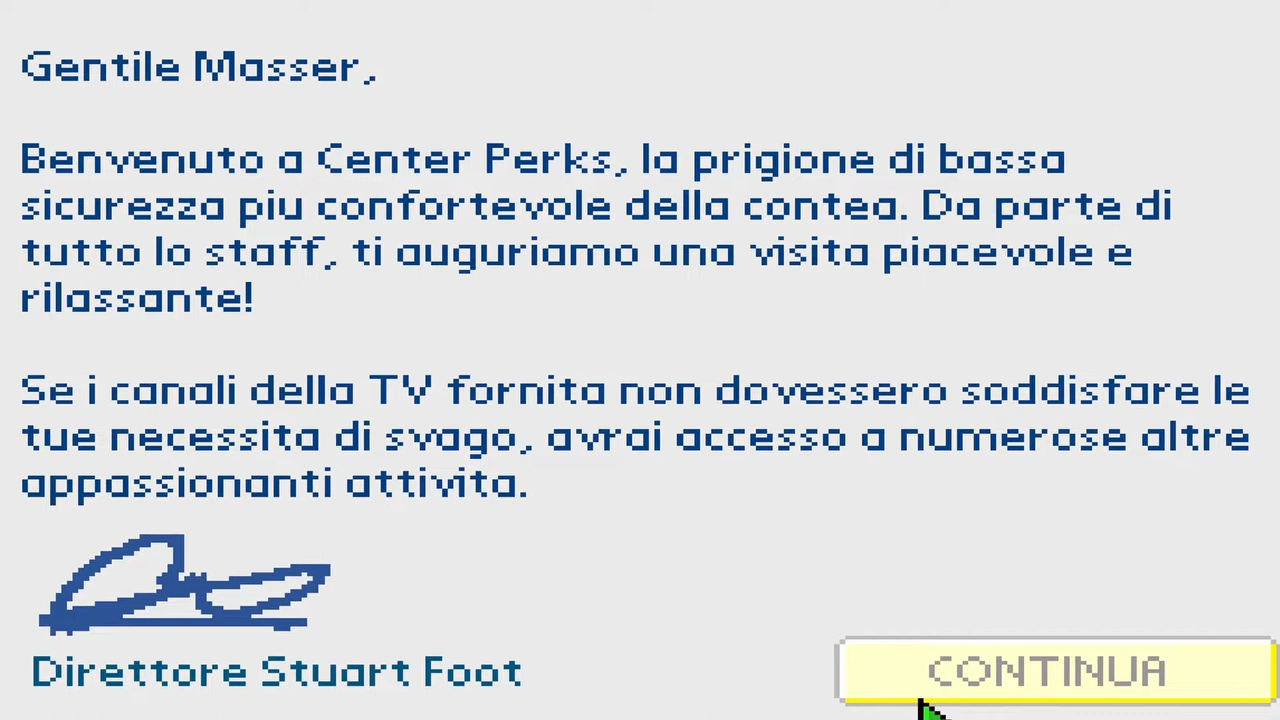 Gentile Masser,
Benvenuto a Center Perks, la prigione di bassa
sicurezza piu confortevole della contea. Da parte di
tutto lo staff, ti auguriamo una visita piacevole e
rilassante!
Se i canali della TV fornita non dovessero soddisfare le
tue necessita di svago, avrai accesso a numerose altre
appassionanti attivita.
Direttore Stuart Foot
CONTINUA